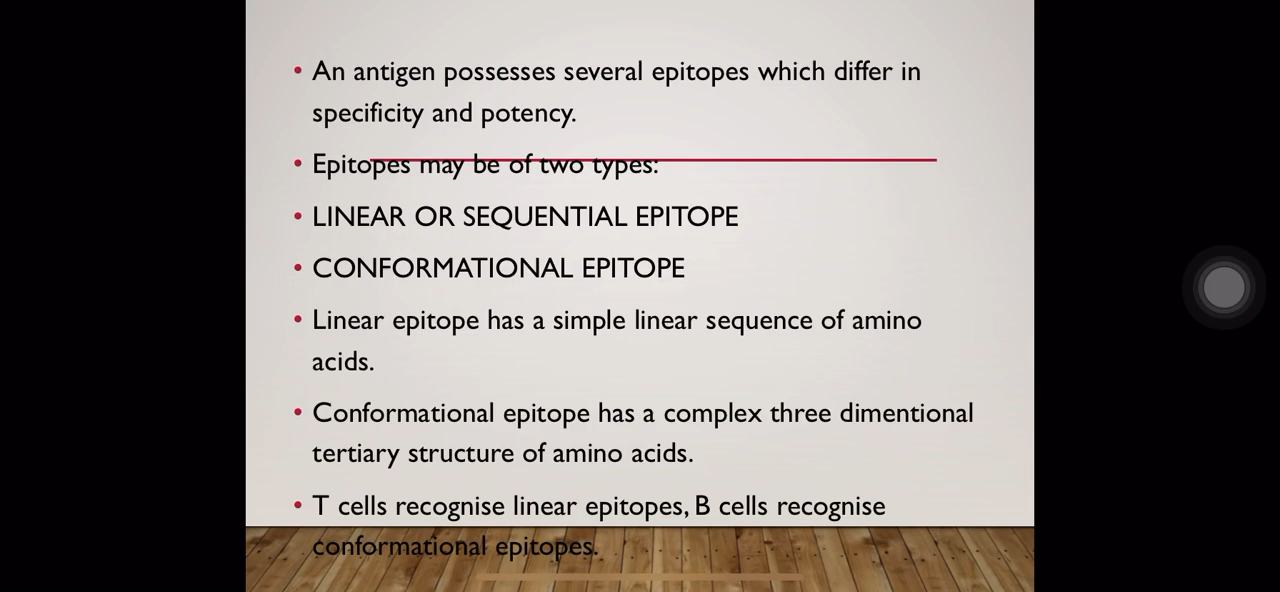 • An antigen possesses several epitopes which differ in
specificity and potency.
• Epitopes may be of two types:
• LINEAR OR SEQUENTIAL EPITOPE
• CONFORMATIONAL EPITOPE
• Linear epitope has a simple linear sequence of amino
acids.
• Conformational epitope has a complex three dimentional
tertiary structure of amino acids.
• T cells recognise linear epitopes, B cells recognise
conformational epitopes.